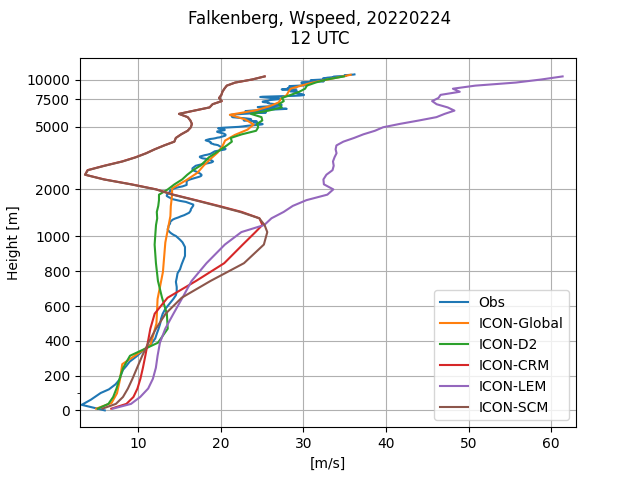 Falkenberg, Wspeed, 20220224
12 UTC
10000
7500
5000
2000
1000
800
600
400
200
0
Height [m]
Obs
ICON-Global
ICON-D2
ICON-CRM
ICON-LEM
ICON-SCM
10 20 30 40 50 60
[m/s]